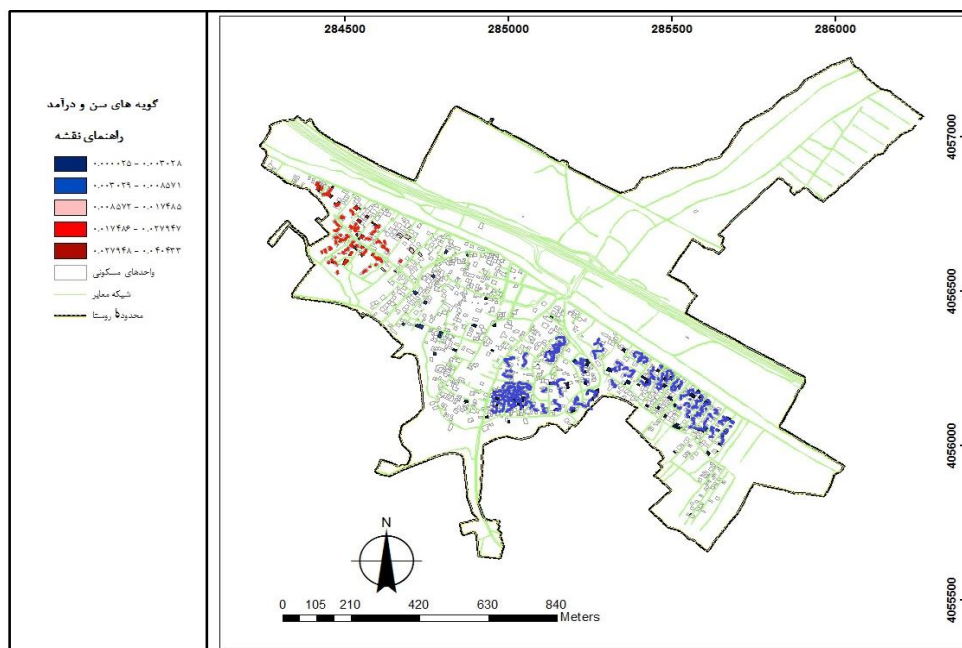 گویه های سن و درآمد
راهنمای نقشه
۰.۰۰۰۰۲۵ - ۰.۰۰۳۰۲۸
۰.۰۰۳۰۲۹ - ۰.۰۰۸۵۷۱
۰.۰۰۸۵۷۲ - ۰.۰۱۷۴۸۵
۰.۰۱۷۴۸۶ - ۰.۰۲۷۹۴۷
۰.۰۲۷۹۴۸ - ۰.۰۴۰۴۳۳
واحدهای مسکونی
شبکه معابر
محدودۀ روستا
284500 285000 285500 286000
4057000
4056500
4056000
4055500
N
0 105 210 420 630 840
Meters